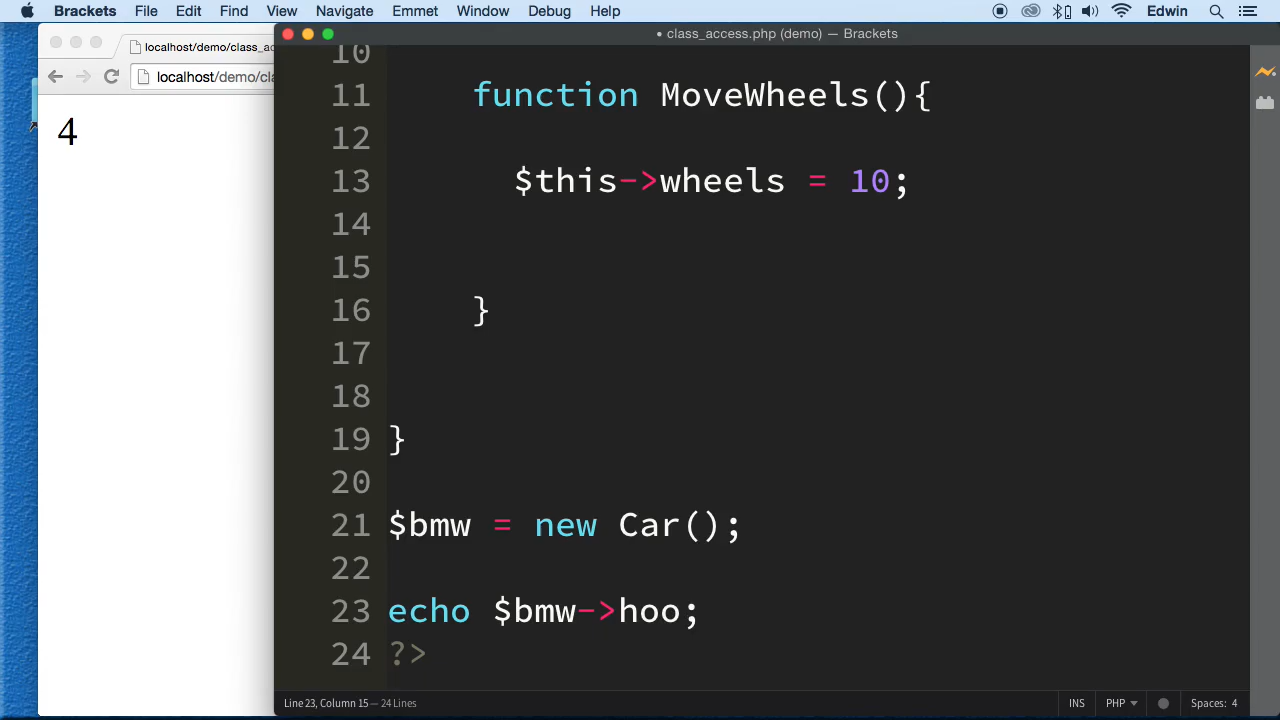 Brackets File Edit Find View Navigate Emmet Window Debug Help Edwin
localhost/demo/class_ac
• class_access.php (demo) — Brackets
localhost/demo/cla
4
10
11 function MoveWheels(){
12
13 $this->wheels = 10;
14
15
16 }
17
18
19 }
20
21 $bmw = new Car();
22
23 echo $bmw->hoo;
24 ?>
Line 23, Column 15 — 24 Lines INS PHP Spaces: 4